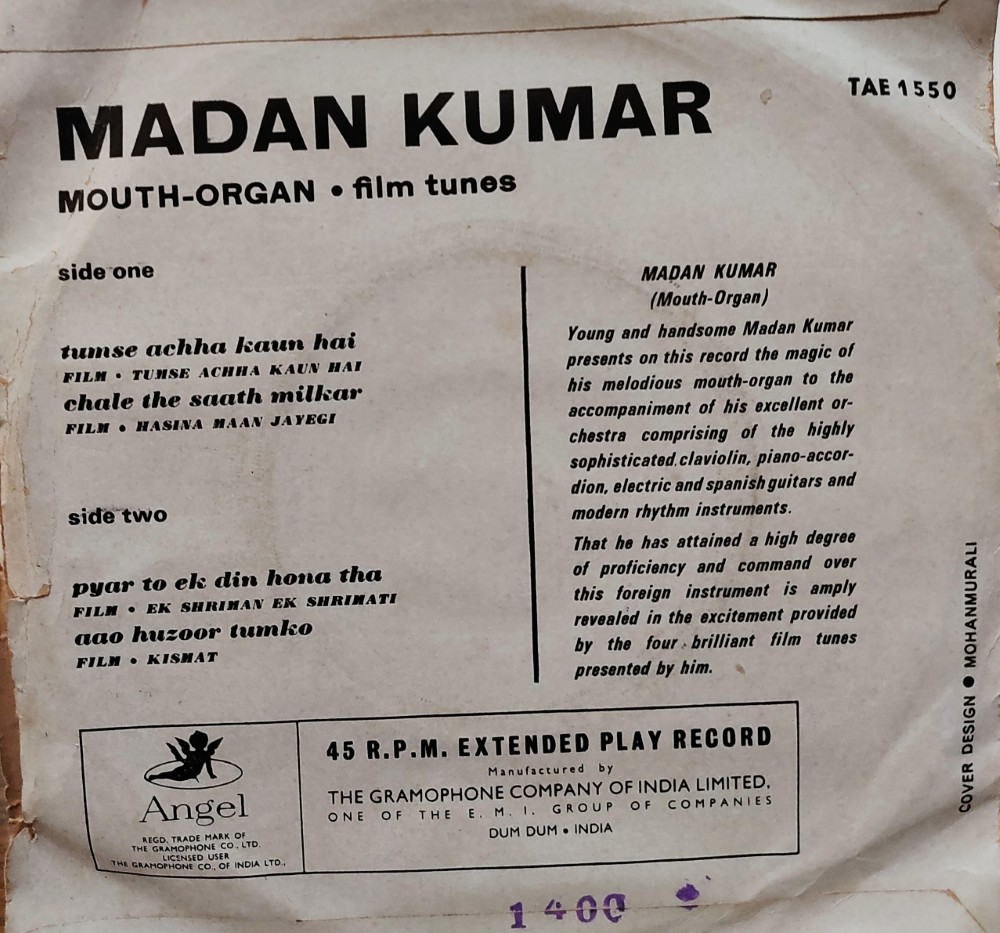 TAE 1550
MADAN KUMAR
MOUTH-ORGAN • film tunes
side one
tumse achha kaun hai
FILM • TUMSE ACHHA KAUN HAI
chale the saath milkar
FILM • HASINA MAAN JAYEGI
side two
pyar to ek din hona tha
FILM • EK SHRIMAN EK SHRIMATI
aao huzoor tumko
FILM • KISMAT
MADAN KUMAR
(Mouth-Organ)
Young and handsome Madan Kumar
presents on this record the magic of
his melodious mouth-organ to the
accompaniment of his excellent or-
chestra comprising of the highly
sophisticated claviolin, piano-accor-
dion, electric and spanish guitars and
modern rhythm instruments.
That he has attained a high degree
of proficiency and command over
this foreign instrument is amply
revealed in the excitement provided
by the four brilliant film tunes
presented by him.
COVER DESIGN • MOHANMURALI
Angel
REGD. TRADE MARK OF
THE GRAMOPHONE CO., LTD.
LICENSED USER
THE GRAMOPHONE CO., OF INDIA LTD.,
45 R.P.M. EXTENDED PLAY RECORD
Manufactured by
THE GRAMOPHONE COMPANY OF INDIA LIMITED,
ONE OF THE E. M. I. GROUP OF COMPANIES
DUM DUM • INDIA
1400